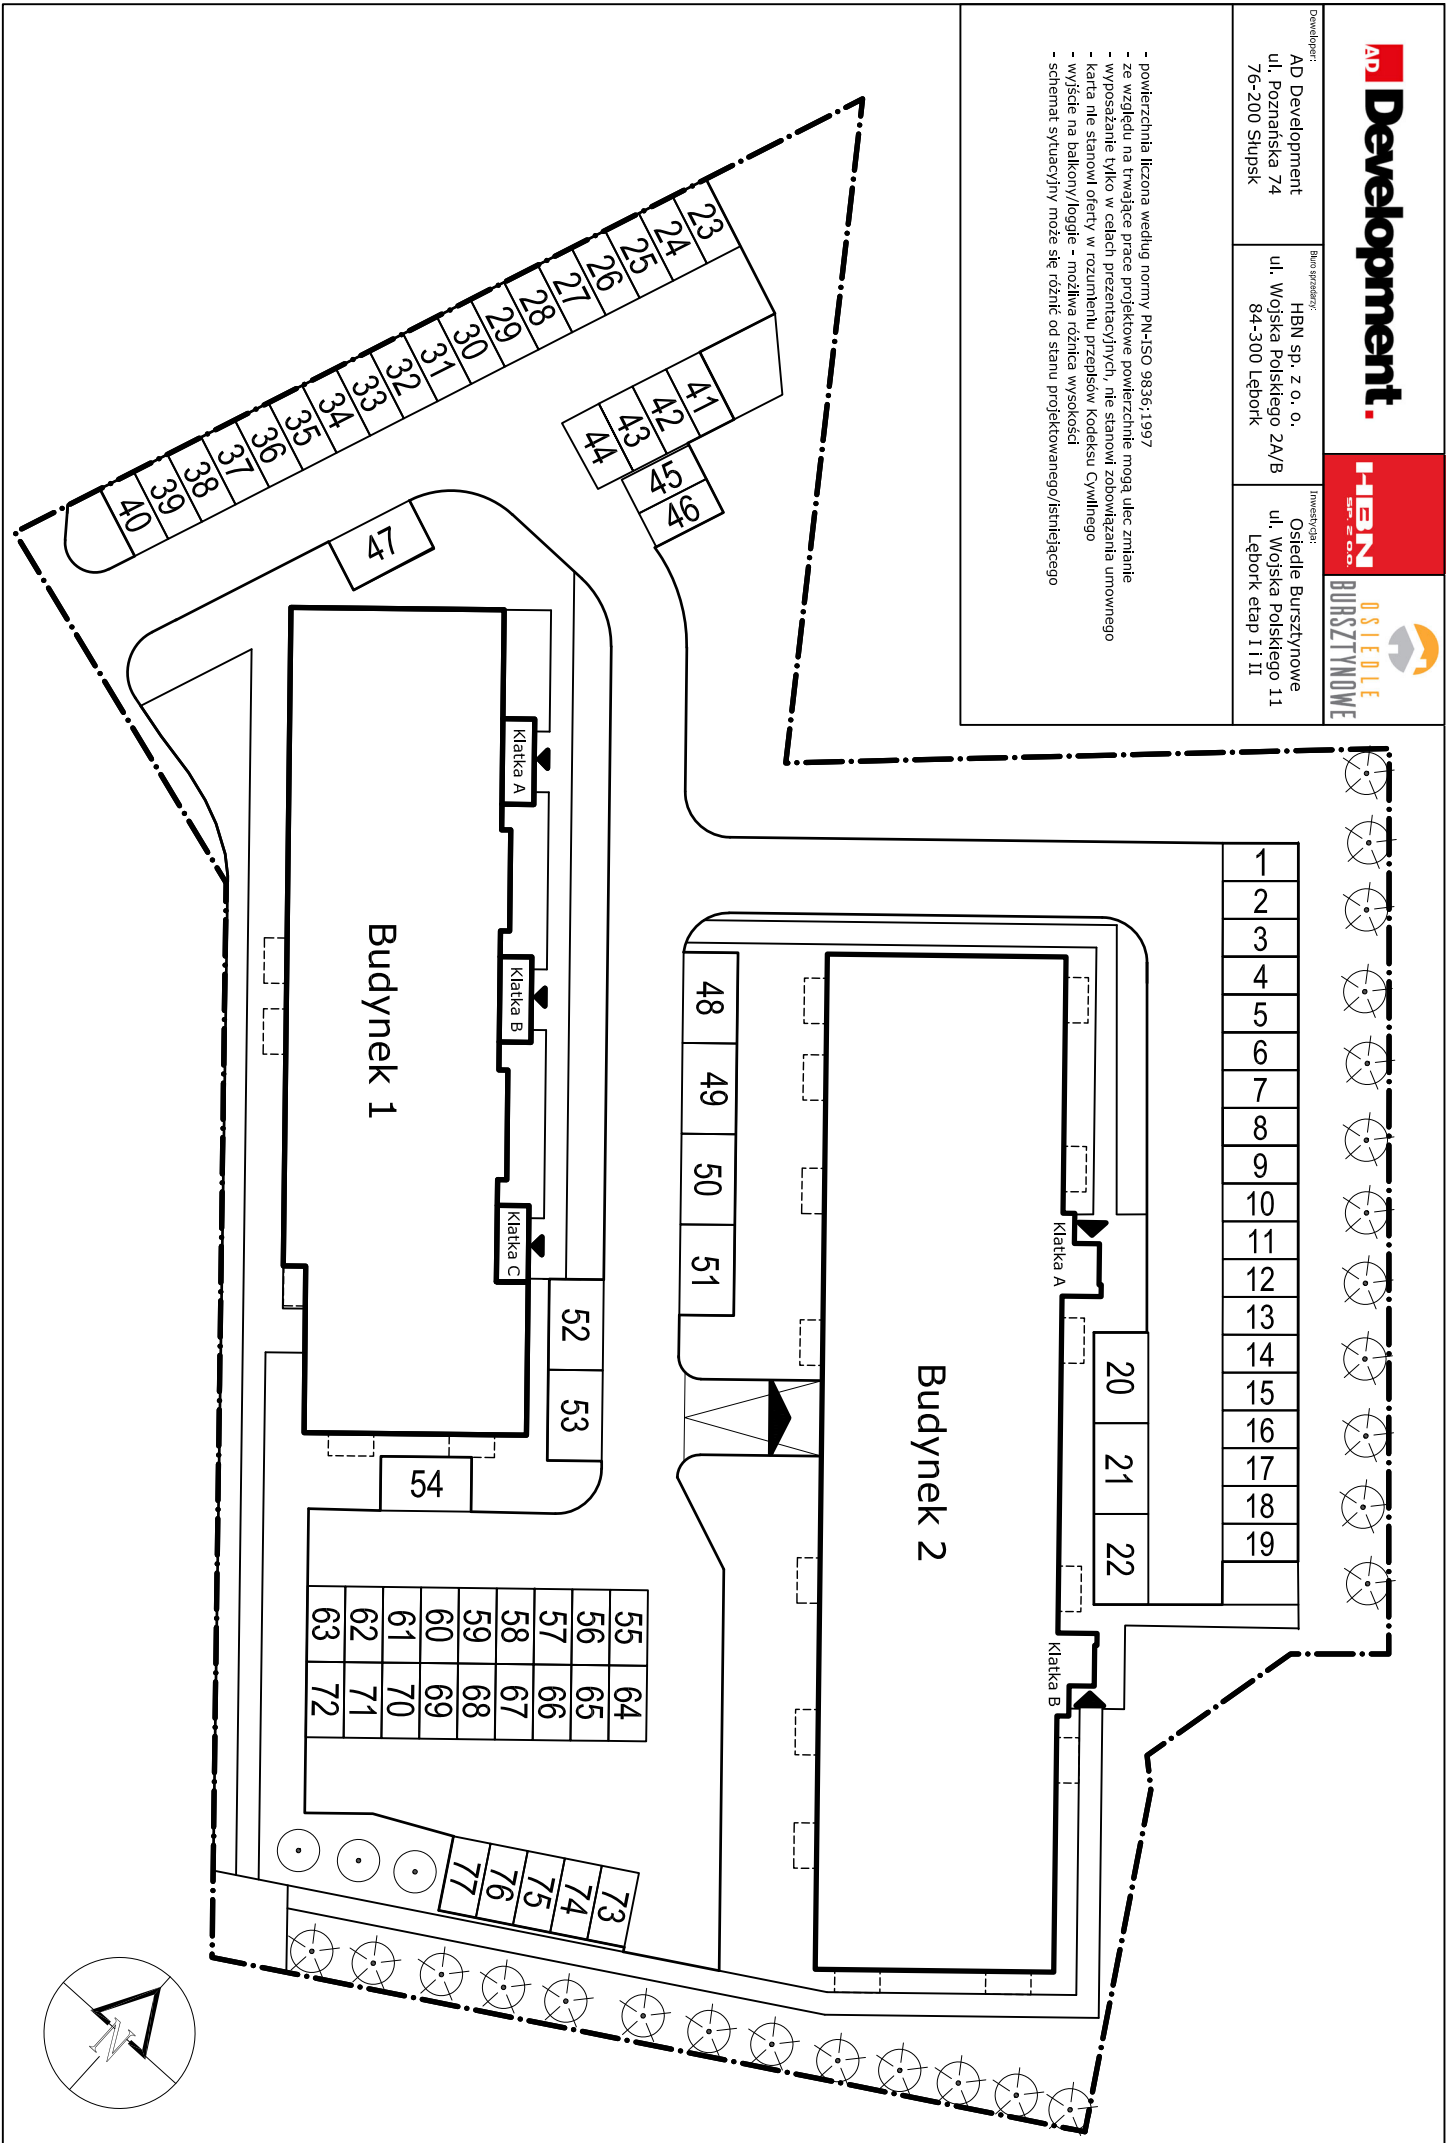 AD Development.
HBN
SP. Z O.O.
OSIEDLE
BURSZTYNOWE
Deweloper:
AD Development
ul. Poznańska 74
76-200 Słupsk
Biuro sprzedaży:
HBN sp. z o. o.
ul. Wojska Polskiego 2A/B
84-300 Lębork
Inwestycja:
Osiedle Bursztynowe
ul. Wojska Polskiego 11
Lębork etap I i II
- powierzchnia liczona według normy PN-ISO 9836;1997
- ze względu na trwające prace projektowe powierzchnie mogą ulec zmianie
- wyposażanie tylko w celach prezentacyjnych, nie stanowi zobowiązania umownego
- karta nie stanowi oferty w rozumieniu przepisów Kodeksu Cywilnego
- wyjście na balkony/loggie - możliwa różnica wysokości
- schemat sytuacyjny może się różnić od stanu projektowanego/istniejącego
1
2
3
4
5
6
7
8
9
10
11
12
13
14
15
16
17
18
19
20
21
22
23
24
25
26
27
28
29
30
31
32
33
34
35
36
37
38
39
40
41
42
43
44
45
46
47
48
49
50
51
52
53
54
55
56
57
58
59
60
61
62
63
64
65
66
67
68
69
70
71
72
73
74
75
76
77
Budynek 1
Klatka A
Klatka B
Klatka C
Budynek 2
Klatka A
Klatka B
N